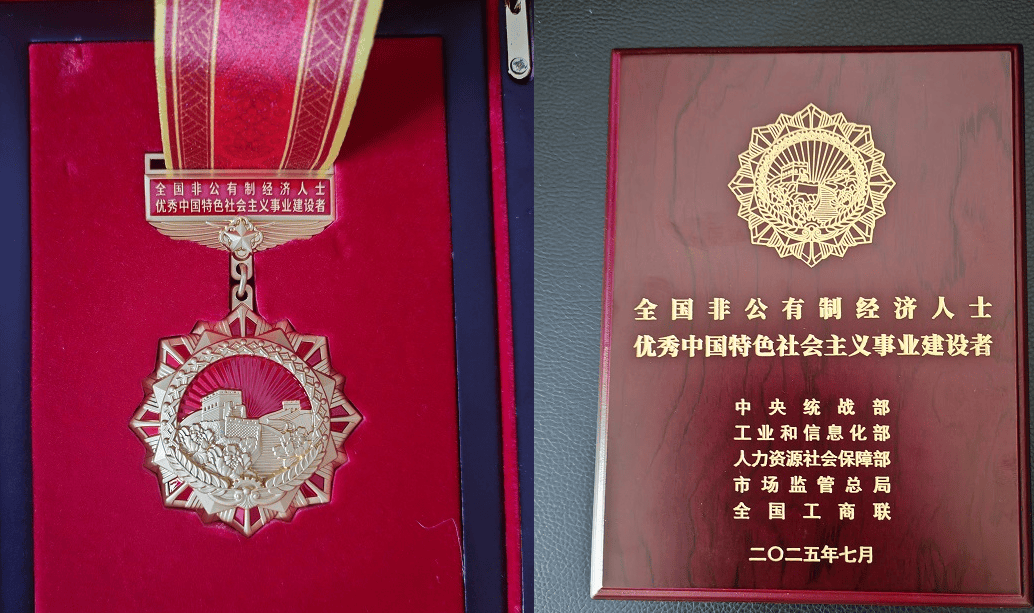 全国非公有制经济人士
优秀中国特色社会主义事业建设者
全国非公有制经济人士
优秀中国特色社会主义事业建设者
中央统战部
工业和信息化部
人力资源社会保障部
市场监管总局
全国工商联
二〇二五年七月